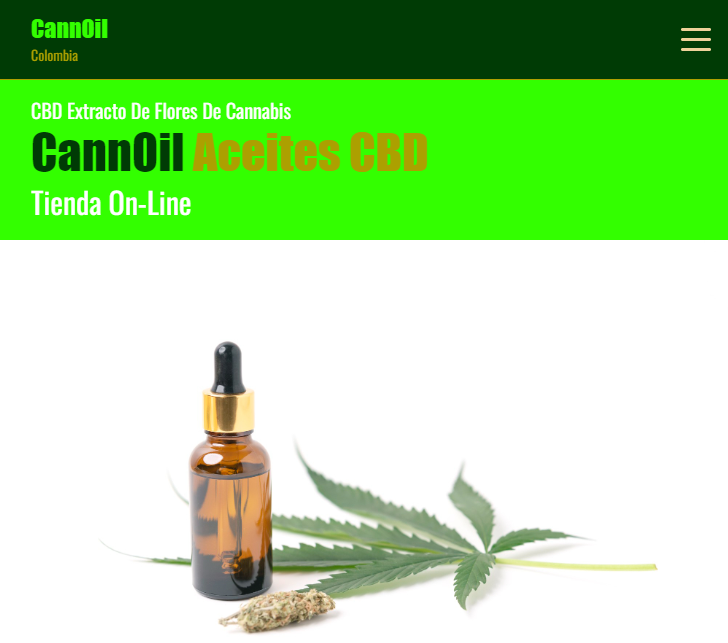 CannOil
Colombia
CBD Extracto De Flores De Cannabis
CannOil Aceites CBD
Tienda On-Line